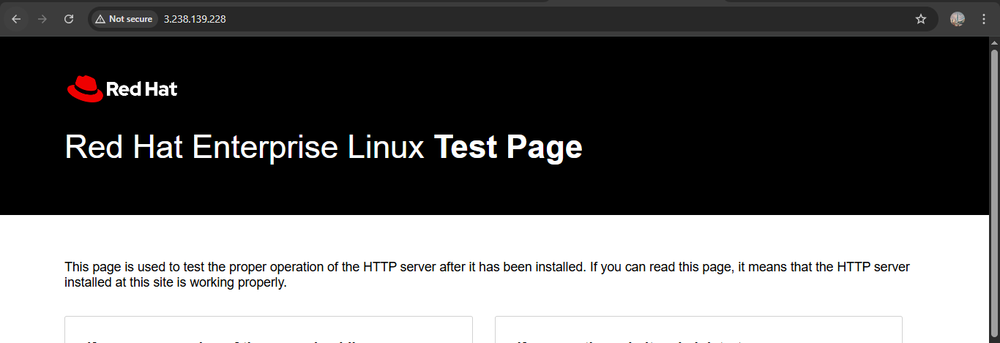 Not secure
3.238.139.228
Red Hat
Red Hat Enterprise Linux Test Page
This page is used to test the proper operation of the HTTP server after it has been installed. If you can read this page, it means that the HTTP server
installed at this site is working properly.